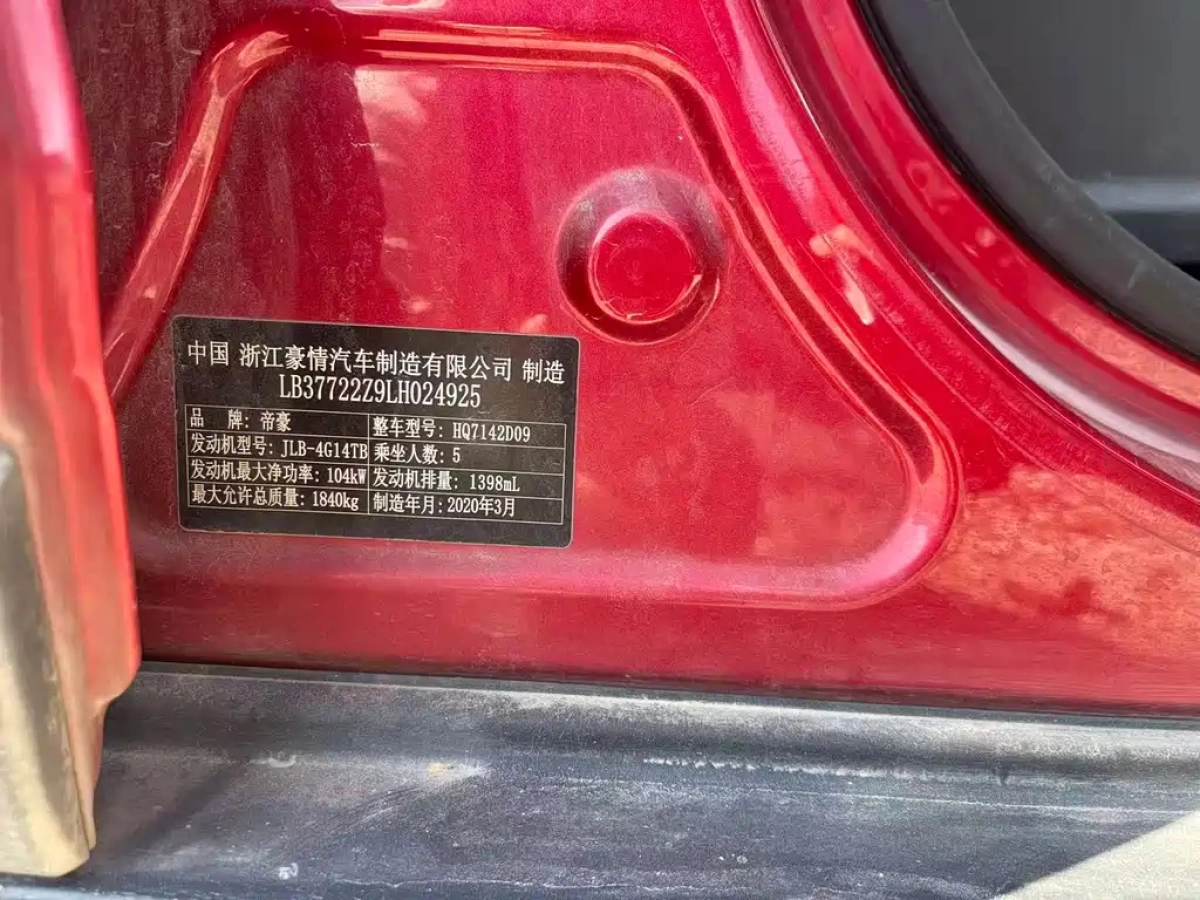 中国 浙江豪情汽车制造有限公司 制造
LB37722Z9LH024925
品 牌: 帝豪 整车型号: HQ7142D09
发动机型号: JLB-4G14TB 乘坐人数: 5
发动机最大净功率: 104kW 发动机排量: 1398mL
最大允许总质量: 1840kg 制造年月: 2020年3月